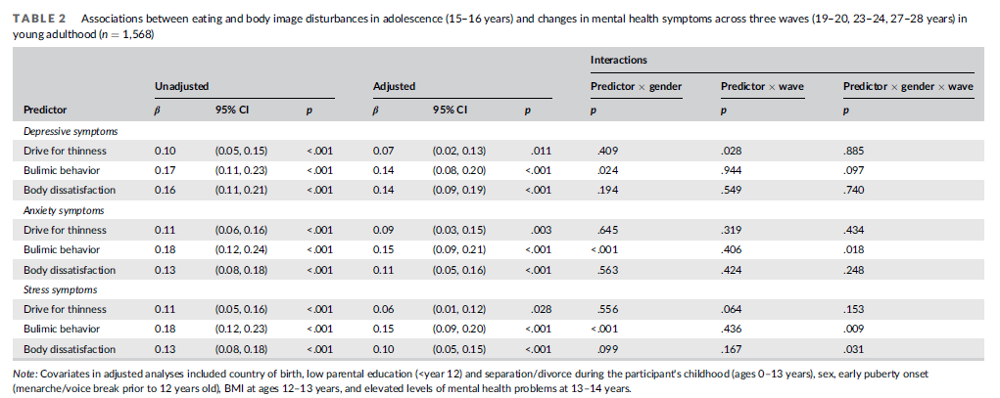 TABLE 2 Associations between eating and body image disturbances in adolescence (15–16 years) and changes in mental health symptoms across three waves (19–20, 23–24, 27–28 years) in
young adulthood (n = 1,568)
Interactions
Unadjusted Adjusted Predictor × gender Predictor × wave Predictor × gender × wave
Predictor β 95% CI p β 95% CI p p p p
Depressive symptoms
Drive for thinness 0.10 (0.05, 0.15) <.001 0.07 (0.02, 0.13) .011 .409 .028 .885
Bulimic behavior 0.17 (0.11, 0.23) <.001 0.14 (0.08, 0.20) <.001 .024 .944 .097
Body dissatisfaction 0.16 (0.11, 0.21) <.001 0.14 (0.09, 0.19) <.001 .194 .549 .740
Anxiety symptoms
Drive for thinness 0.11 (0.06, 0.16) <.001 0.09 (0.03, 0.15) .003 .645 .319 .434
Bulimic behavior 0.18 (0.12, 0.24) <.001 0.15 (0.09, 0.21) <.001 <.001 .406 .018
Body dissatisfaction 0.13 (0.08, 0.18) <.001 0.11 (0.05, 0.16) <.001 .563 .424 .248
Stress symptoms
Drive for thinness 0.11 (0.05, 0.16) <.001 0.06 (0.01, 0.12) .028 .556 .064 .153
Bulimic behavior 0.18 (0.12, 0.23) <.001 0.15 (0.09, 0.20) <.001 <.001 .436 .009
Body dissatisfaction 0.13 (0.08, 0.18) <.001 0.10 (0.05, 0.15) <.001 .099 .167 .031
Note: Covariates in adjusted analyses included country of birth, low parental education (<year 12) and separation/divorce during the participant's childhood (ages 0–13 years), sex, early puberty onset
(menarche/voice break prior to 12 years old), BMI at ages 12–13 years, and elevated levels of mental health problems at 13–14 years.